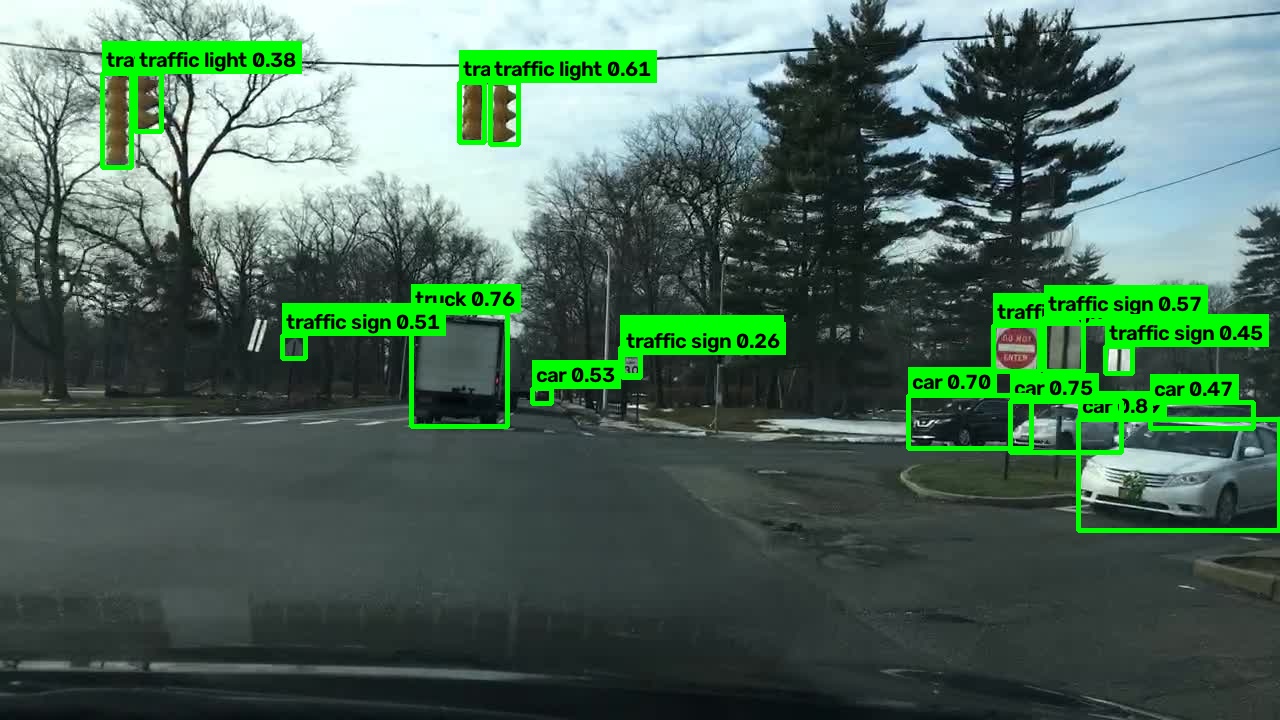 tra
traffic light 0.38
tra
traffic light 0.61
truck 0.76
traffic sign 0.51
traffic sign 0.26
car 0.53
traffi
traffic sign 0.57
traffic sign 0.45
DO NOT
ENTER
car 0.70
car 0.75
car 0.47
car 0.8